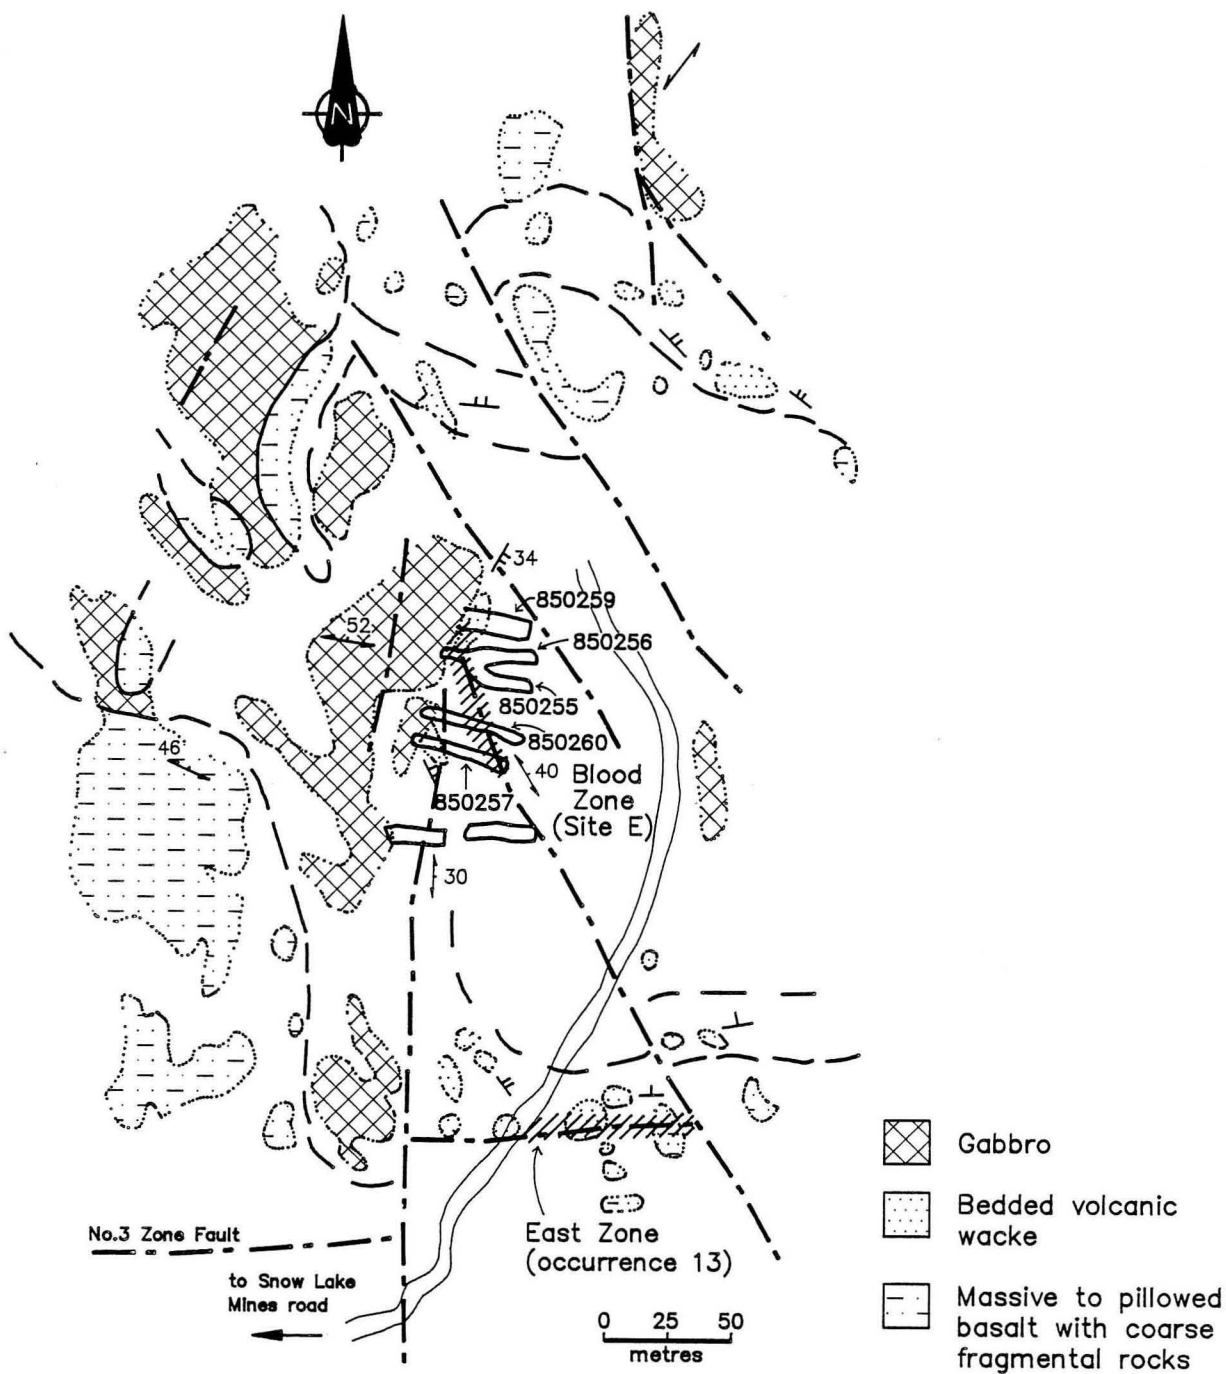 N
34
850259
52
850256
850255
46
850260
40
Blood
Zone
(Site E)
850257
30
Gabbro
Bedded volcanic
wacke
No.3 Zone Fault
East Zone
(occurrence 13)
to Snow Lake
Mines road
Massive to pillowed
basalt with coarse
fragmental rocks
0 25 50
metres